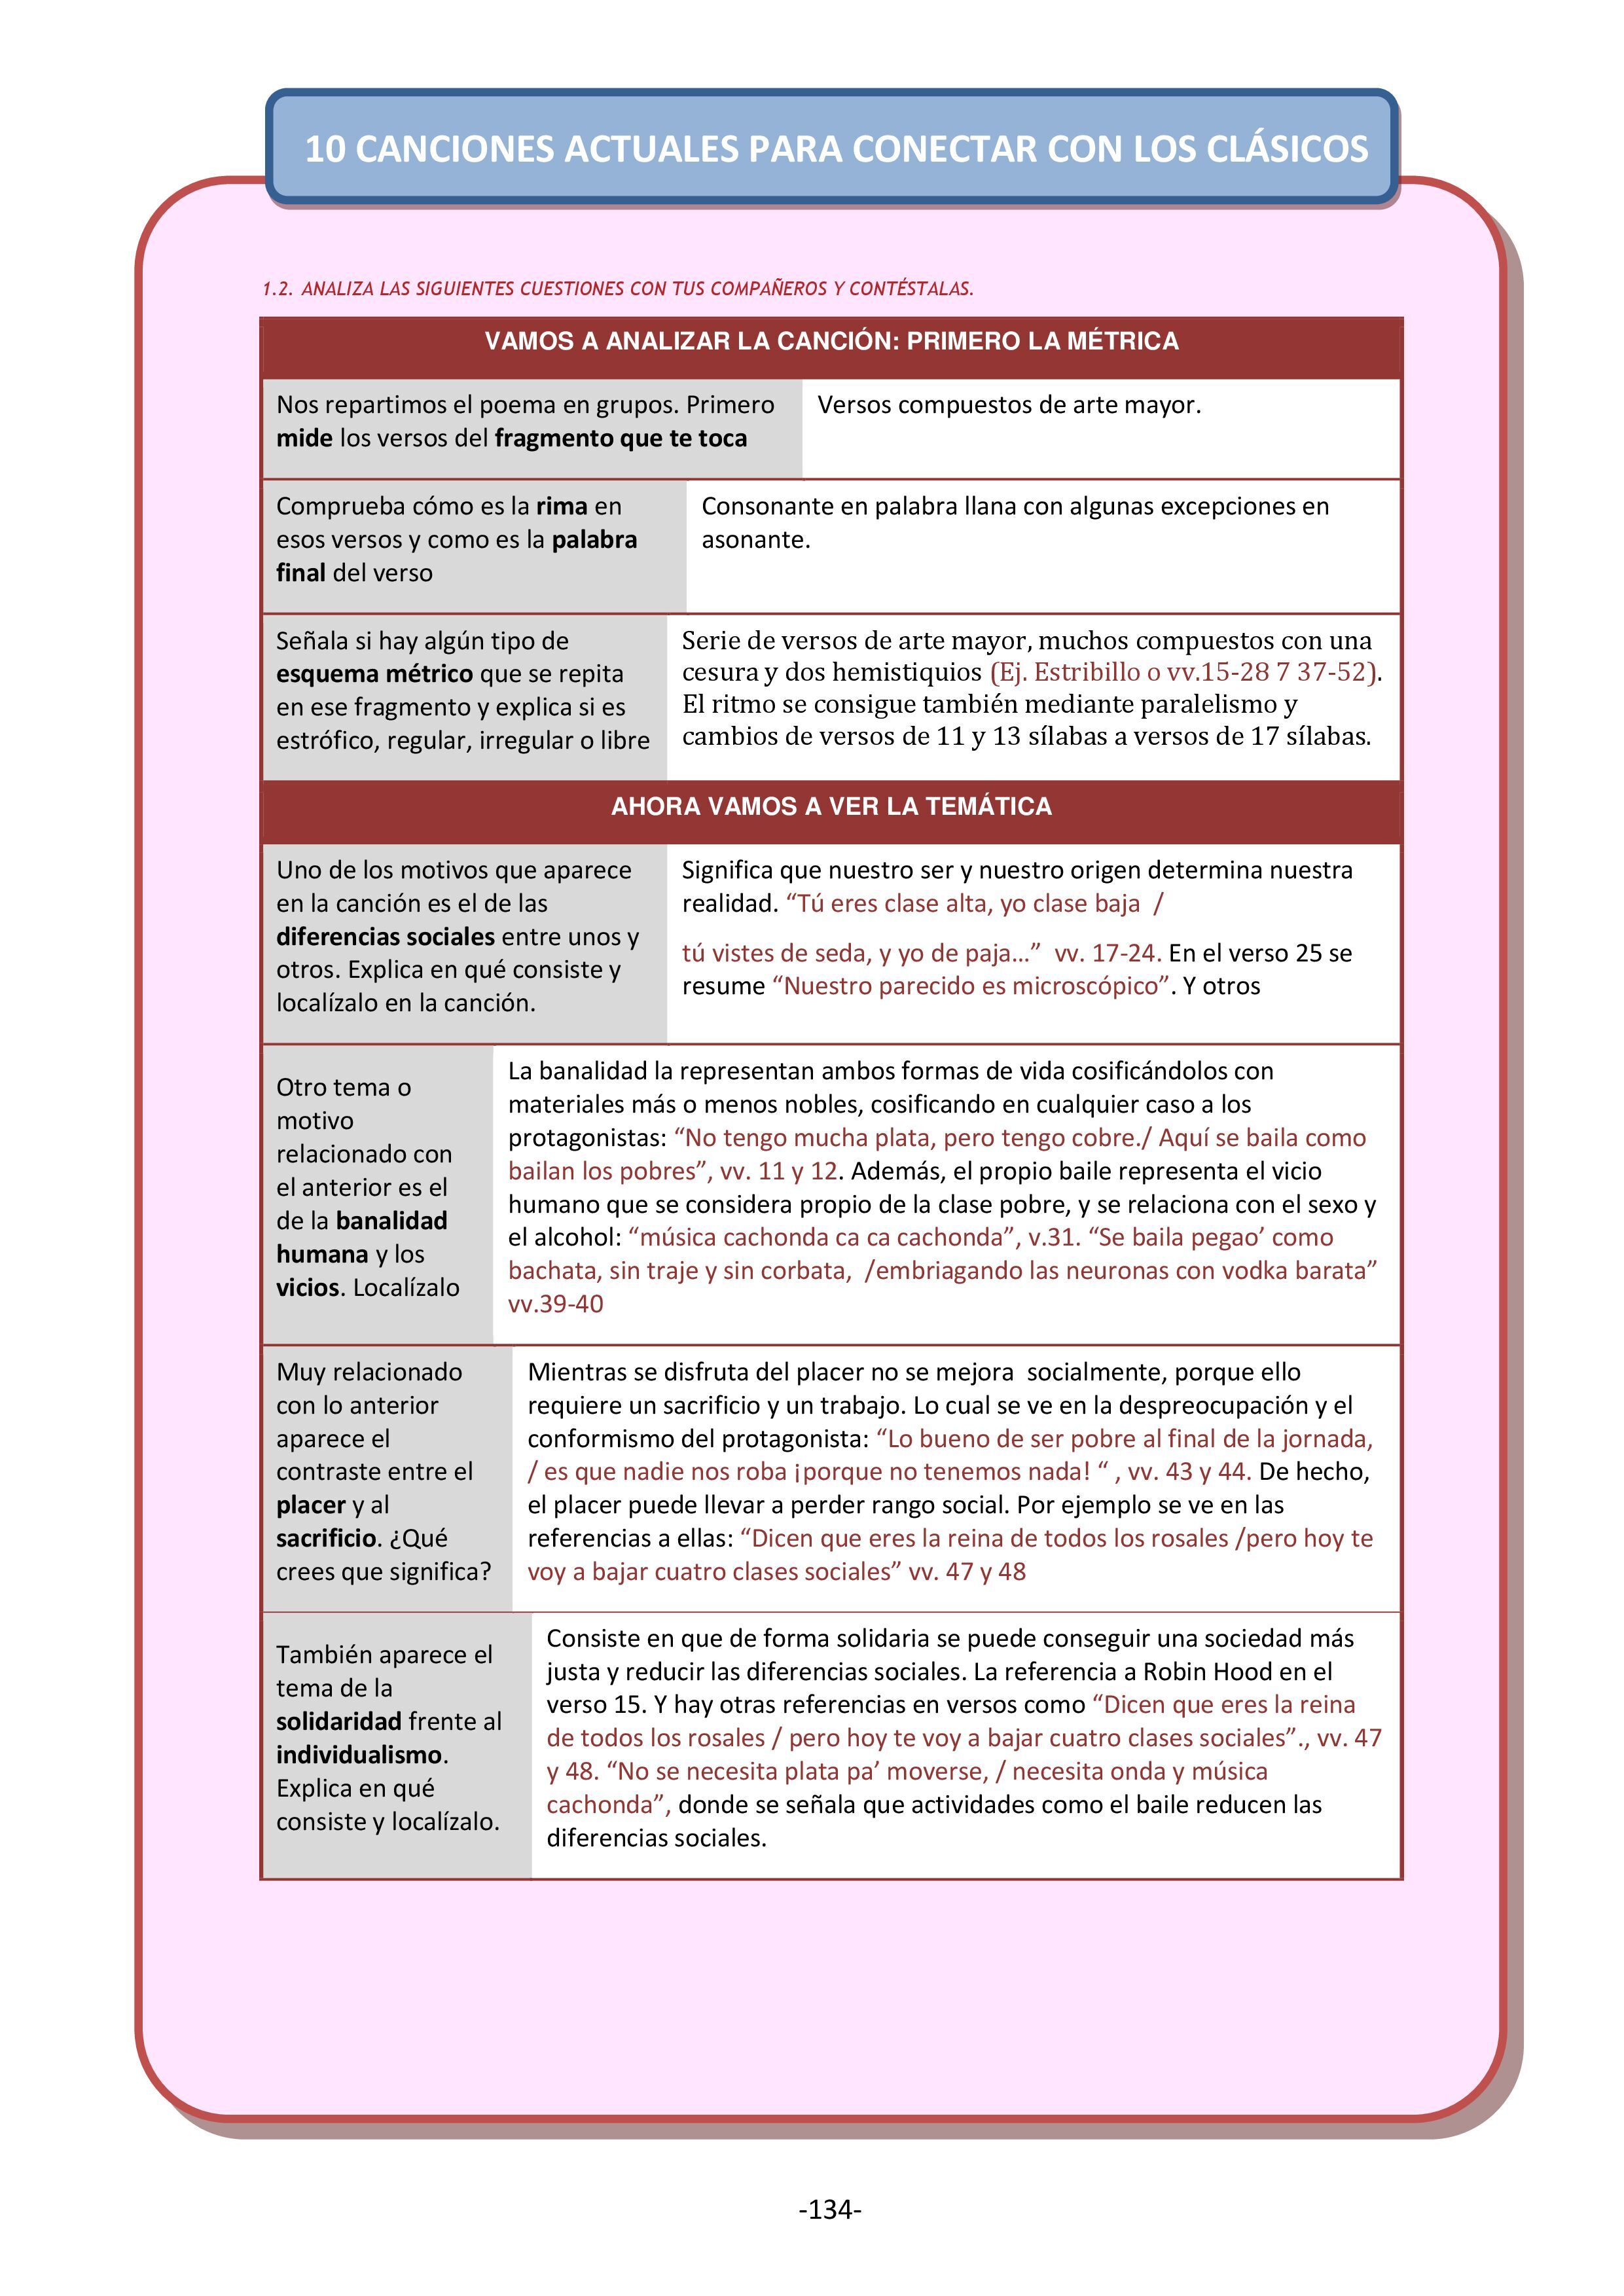 10 CANCIONES ACTUALES PARA CONECTAR CON LOS CLÁSICOS
1.2. ANALIZA LAS SIGUIENTES CUESTIONES CON TUS COMPAÑEROS Y CONTÉSTALAS.
VAMOS A ANALIZAR LA CANCIÓN: PRIMERO LA MÉTRICA
Nos repartimos el poema en grupos. Primero
mide los versos del fragmento que te toca
Versos compuestos de arte mayor.
Comprueba cómo es la rima en
esos versos y como es la palabra
final del verso
Consonante en palabra llana con algunas excepciones en
asonante.
Señala si hay algún tipo de
esquema métrico que se repita
en ese fragmento y explica si es
estrófico, regular, irregular o libre
Serie de versos de arte mayor, muchos compuestos con una
cesura y dos hemistiquios (Ej. Estribillo o vv.15-28 7 37-52).
El ritmo se consigue también mediante paralelismo y
cambios de versos de 11 y 13 sílabas a versos de 17 sílabas.
AHORA VAMOS A VER LA TEMÁTICA
Uno de los motivos que aparece
en la canción es el de las
diferencias sociales entre unos y
otros. Explica en qué consiste y
localízalo en la canción.
Significa que nuestro ser y nuestro origen determina nuestra
realidad. “Tú eres clase alta, yo clase baja /
tú vistes de seda, y yo de paja…” vv. 17-24. En el verso 25 se
resume “Nuestro parecido es microscópico”. Y otros
Otro tema o
motivo
relacionado con
el anterior es el
de la banalidad
humana y los
vicios. Localízalo
La banalidad la representan ambos formas de vida cosificándolos con
materiales más o menos nobles, cosificando en cualquier caso a los
protagonistas: “No tengo mucha plata, pero tengo cobre./ Aquí se baila como
bailan los pobres”, vv. 11 y 12. Además, el propio baile representa el vicio
humano que se considera propio de la clase pobre, y se relaciona con el sexo y
el alcohol: “música cachonda ca ca cachonda”, v.31. “Se baila pegao’ como
bachata, sin traje y sin corbata, /embriagando las neuronas con vodka barata”
vv.39-40
Muy relacionado
con lo anterior
aparece el
contraste entre el
placer y al
sacrificio. ¿Qué
crees que significa?
Mientras se disfruta del placer no se mejora socialmente, porque ello
requiere un sacrificio y un trabajo. Lo cual se ve en la despreocupación y el
conformismo del protagonista: “Lo bueno de ser pobre al final de la jornada,
/ es que nadie nos roba ¡porque no tenemos nada! “ , vv. 43 y 44. De hecho,
el placer puede llevar a perder rango social. Por ejemplo se ve en las
referencias a ellas: “Dicen que eres la reina de todos los rosales /pero hoy te
voy a bajar cuatro clases sociales” vv. 47 y 48
También aparece el
tema de la
solidaridad frente al
individualismo.
Explica en qué
consiste y localízalo.
Consiste en que de forma solidaria se puede conseguir una sociedad más
justa y reducir las diferencias sociales. La referencia a Robin Hood en el
verso 15. Y hay otras referencias en versos como “Dicen que eres la reina
de todos los rosales / pero hoy te voy a bajar cuatro clases sociales”., vv. 47
y 48. “No se necesita plata pa’ moverse, / necesita onda y música
cachonda”, donde se señala que actividades como el baile reducen las
diferencias sociales.
-134-